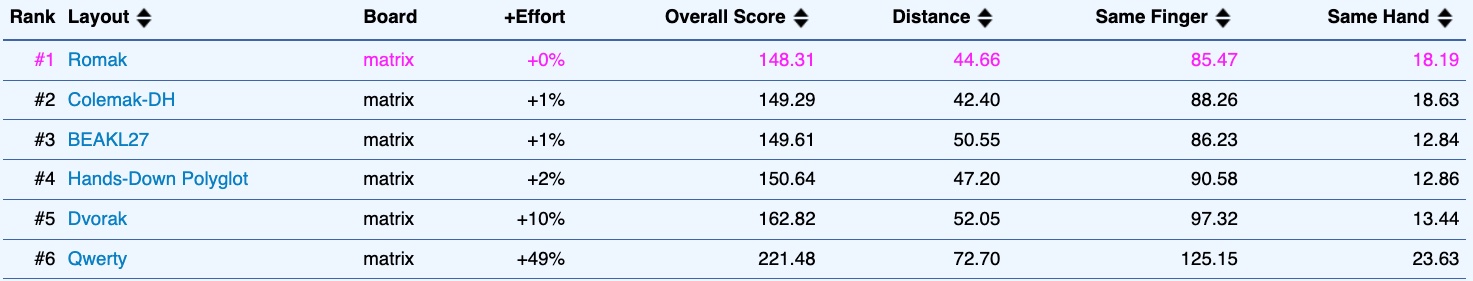 Rank Layout Board +Effort Overall Score Distance Same Finger Same Hand
#1 Romak matrix +0% 148.31 44.66 85.47 18.19
#2 Colemak-DH matrix +1% 149.29 42.40 88.26 18.63
#3 BEAKL27 matrix +1% 149.61 50.55 86.23 12.84
#4 Hands-Down Polyglot matrix +2% 150.64 47.20 90.58 12.86
#5 Dvorak matrix +10% 162.82 52.05 97.32 13.44
#6 Qwerty matrix +49% 221.48 72.70 125.15 23.63